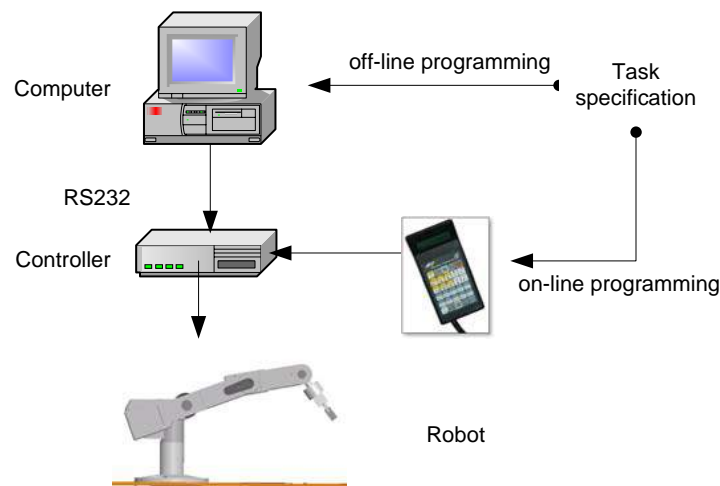 off-line programming
Task
specification
Computer
RS232
Controller
on-line programming
Robot